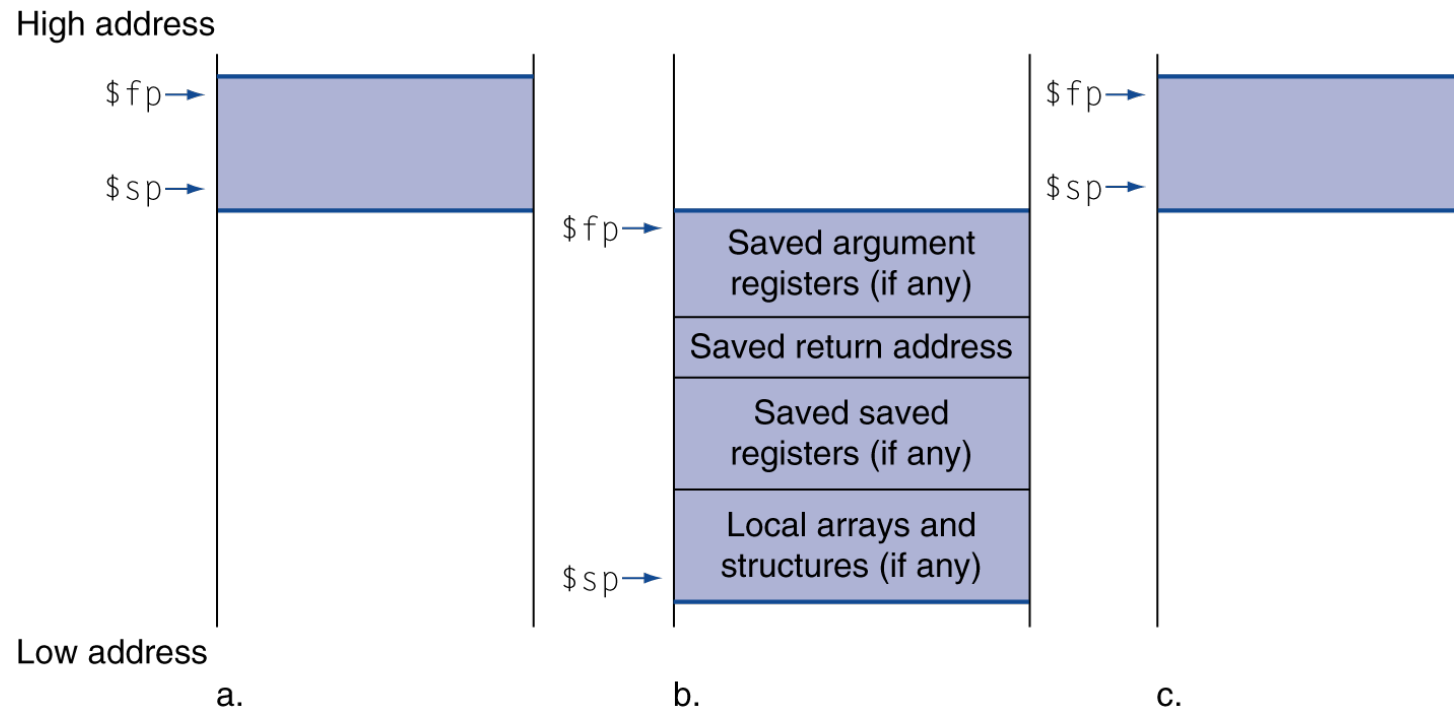 High address
$fp
$sp
$fp
Saved argument
registers (if any)
Saved return address
Saved saved
registers (if any)
Local arrays and
structures (if any)
$sp
$fp
$sp
Low address
a.
b.
c.